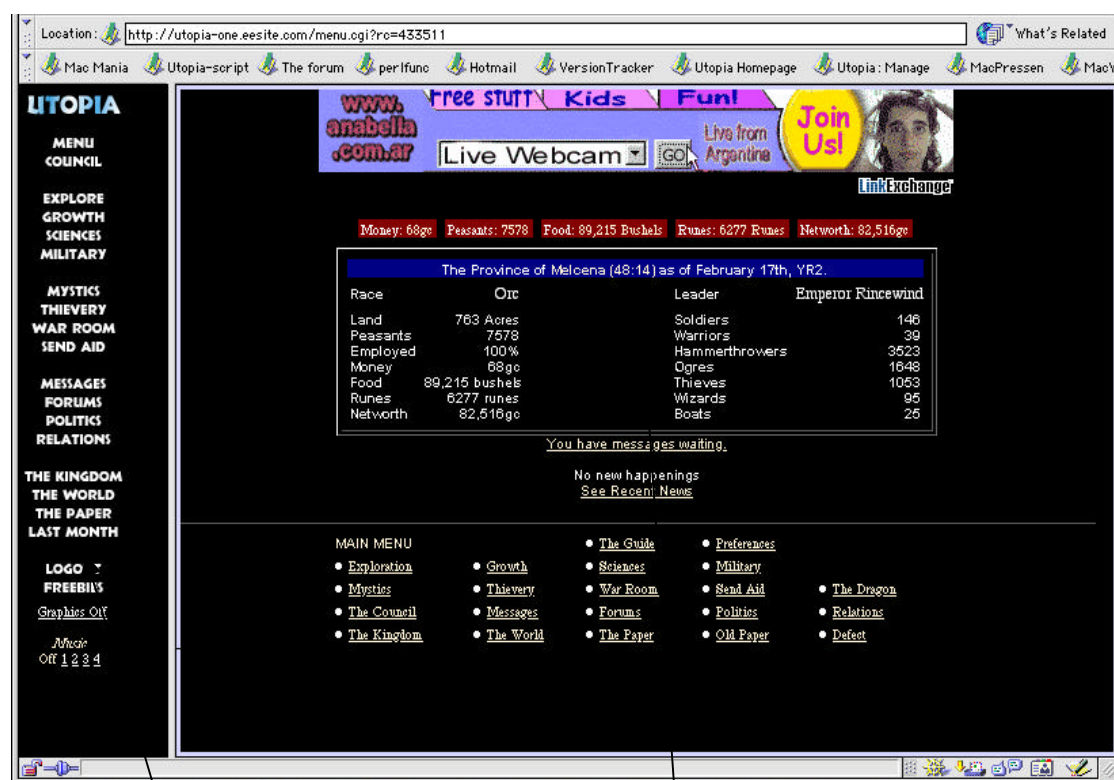 Location: http://utopia-one.eesite.com/menu.cgi?rc=433511 What's Related
Mac Mania Utopia-script The forum perlfunc Hotmail VersionTracker Utopia Homepage Utopia: Manage MacPressen
UTOPIA
MENU
COUNCIL
EXPLORE
GROWTH
SCIENCES
MILITARY
MYSTICS
THIEVERY
WAR ROOM
SEND AID
MESSAGES
FORUMS
POLITICS
RELATIONS
THE KINGDOM
THE WORLD
THE PAPER
LAST MONTH
LOGO
FREEBIES
Graphics Off
Music
Off 1 2 3 4
www.
anabella
.com.ar
Free Stuff Kids Fun!
Live Webcam GO
Live from
Argentina
Join
Us!
LinkExchange
Money: 68gc Peasants: 7578 Food: 89,215 Bushels Runes: 6277 Runes Networth: 82,516gc
The Province of Melcena (48:14) as of February 17th, YR2.
Race Orc Leader Emperor Rincewind
Land 763 Acres Soldiers 146
Peasants 7578 Warriors 39
Employed 100% Hammerthrowers 3523
Money 68gc Ogres 1648
Food 89,215 bushels Thieves 1053
Runes 6277 runes Wizards 95
Networth 82,516gc Boats 25
You have messages waiting.
No new happenings
See Recent News
MAIN MENU The Guide Preferences
Exploration Growth Sciences Military
Mystics Thievery War Room Send Aid The Dragon
The Council Messages Forums Politics Relations
The Kingdom The World The Paper Old Paper Defect